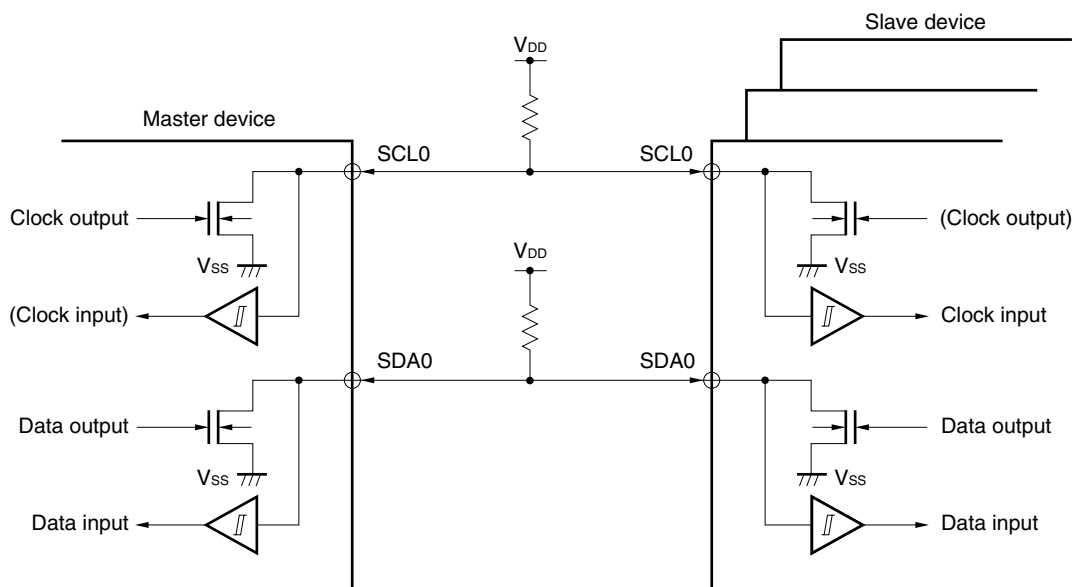 Slave device
VDD
Master device
SCL0 SCL0
Clock output (Clock output)
VSS VSS
VDD
(Clock input) Clock input
SDA0 SDA0
Data output Data output
VSS VSS
Data input Data input